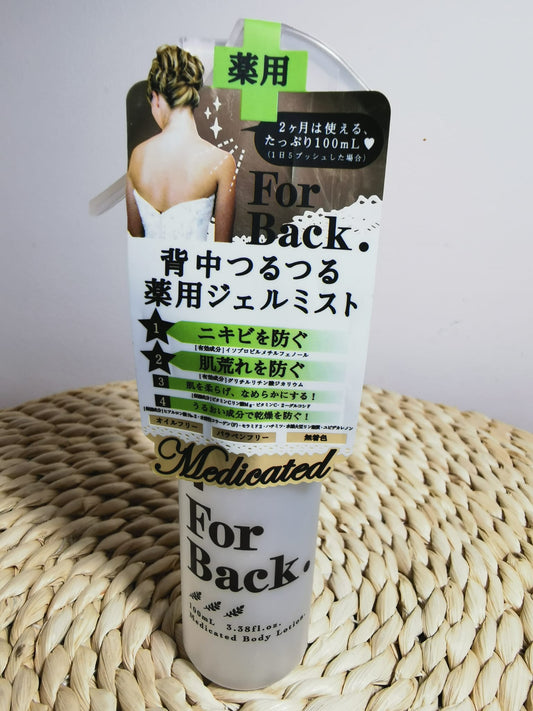 薬用
2ヶ月は使える、
たっぷり100mL♥
(1日5プッシュした場合)
For
Back.
背中つるつる
薬用ジェルミスト
1 ニキビを防ぐ
[有効成分]イソプロピルメチルフェノール
2 肌荒れを防ぐ
[有効成分]グリチルリチン酸ジカリウム
3 肌を柔らげ、なめらかにする!
4 うるおい成分で乾燥を防ぐ!
オイルフリー パラベンフリー 無着色
Medicated
For
Back.
100mL 3.38fl.oz.
Medicated Body Lotion.